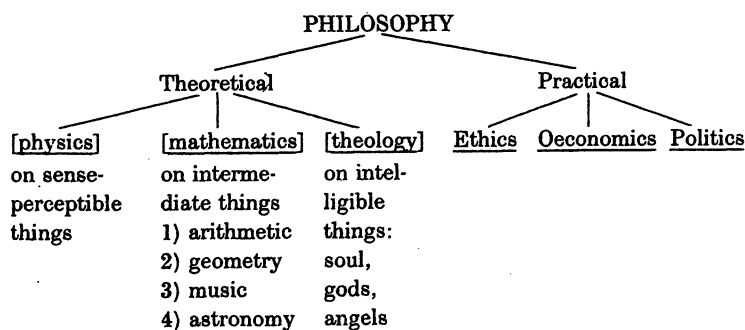 PHILOSOPHY
Theoretical Practical
[physics] [mathematics] [theology] Ethics Oeconomics Politics
on sense- on interme- on intel-
perceptible diate things ligible
things 1) arithmetic things:
2) geometry soul,
3) music gods,
4) astronomy angels